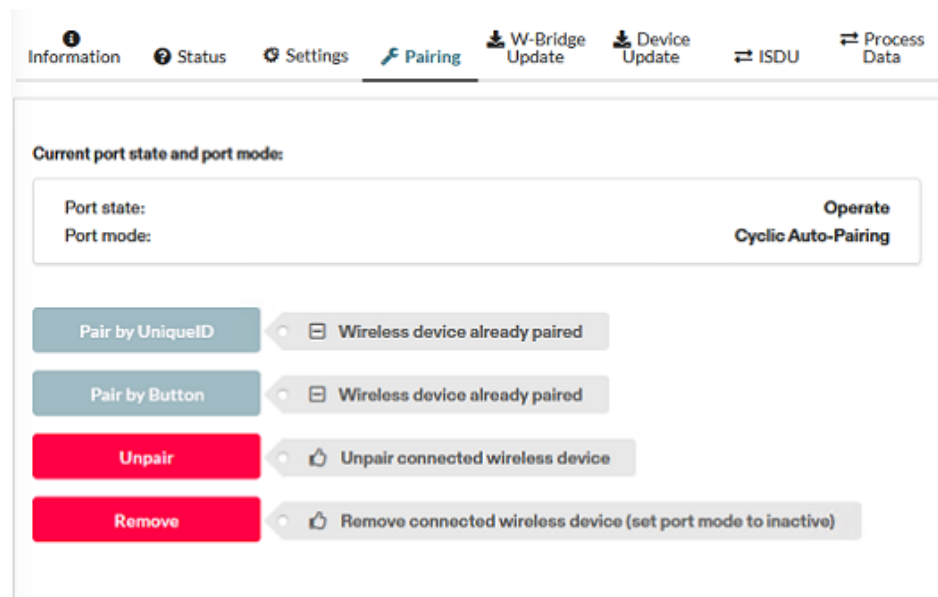 Information
Status
Settings
Pairing
W-Bridge
Update
Device
Update
ISDU
Process
Data
Current port state and port mode:
Port state: Operate
Port mode: Cyclic Auto-Pairing
Pair by UniqueID Wireless device already paired
Pair by Button Wireless device already paired
Unpair Unpair connected wireless device
Remove Remove connected wireless device (set port mode to inactive)